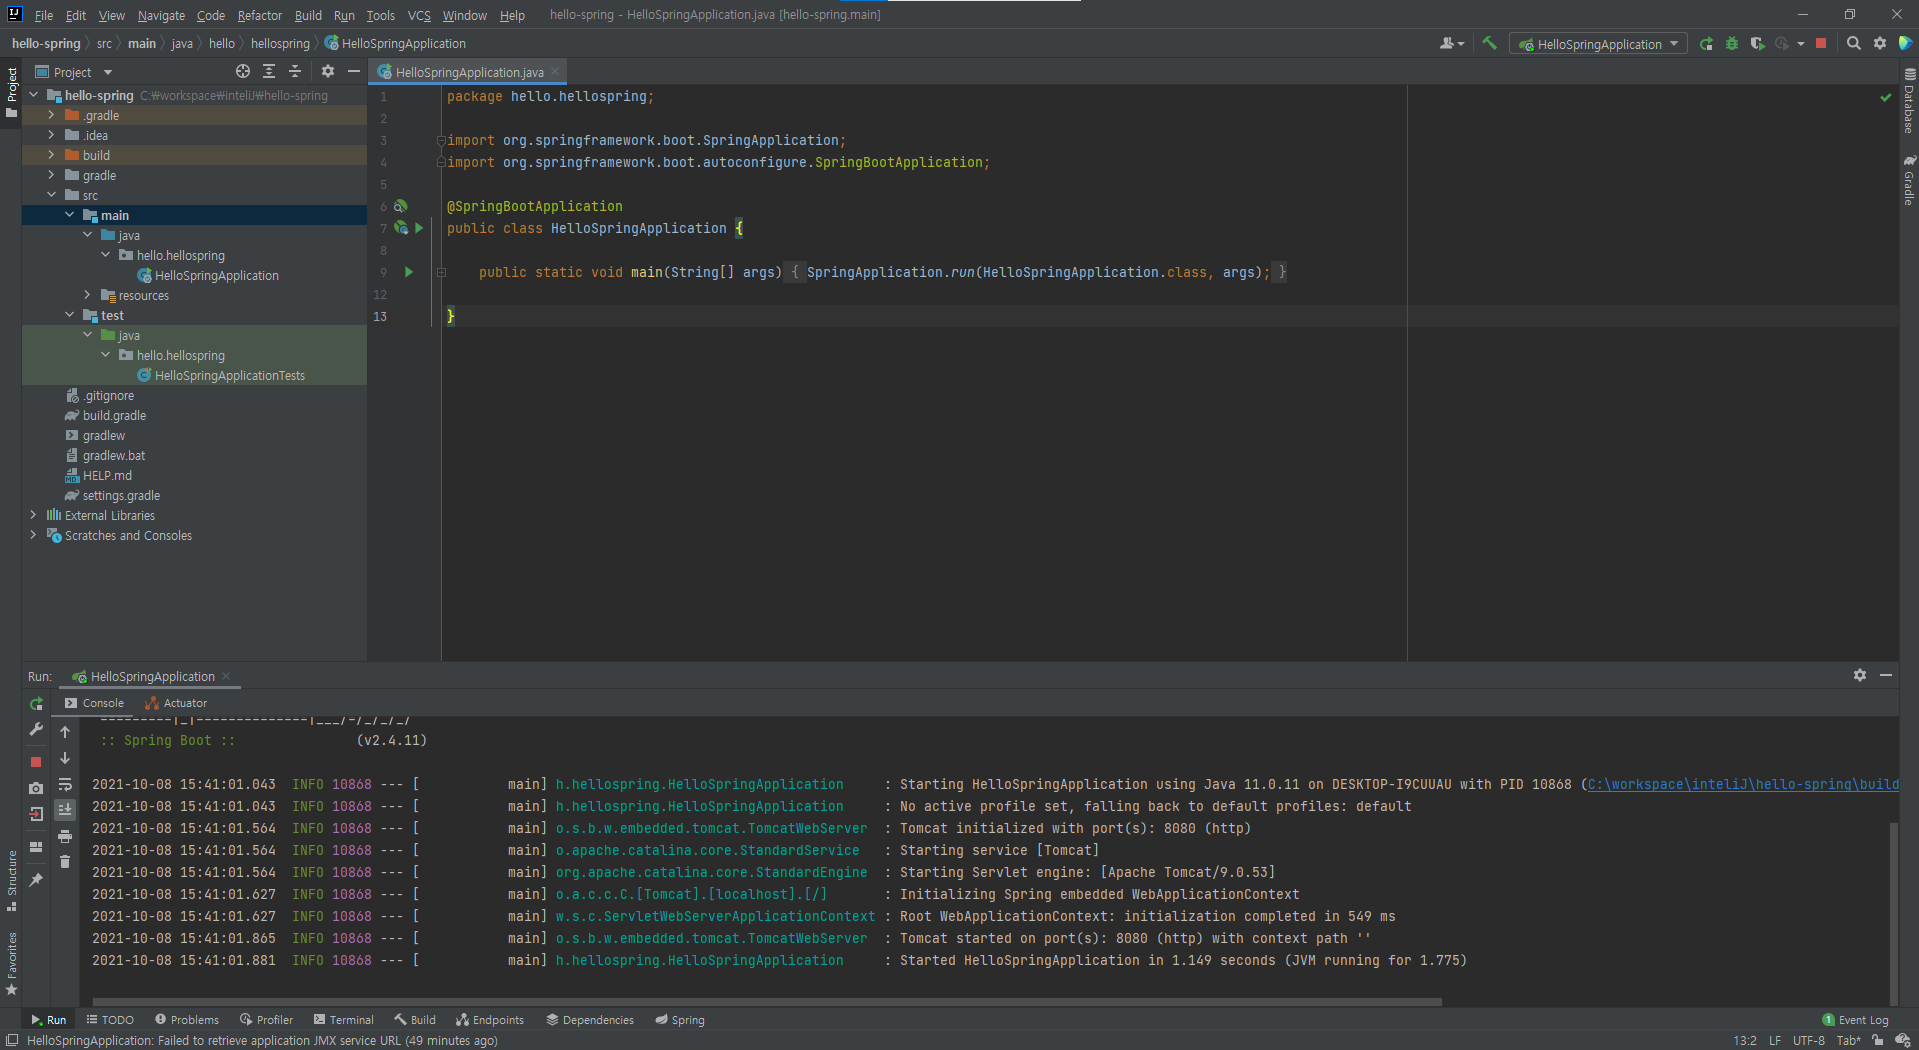 File Edit View Navigate Code Refactor Build Run Tools VCS Window Help hello-spring - HelloSpringApplication.java [hello-spring.main]
hello-spring src main java hello hellospring HelloSpringApplication
HelloSpringApplication
Project
HelloSpringApplication.java
hello-spring C:₩workspace₩inteliJ₩hello-spring
.gradle
.idea
build
gradle
src
main
java
hello.hellospring
HelloSpringApplication
resources
test
java
hello.hellospring
HelloSpringApplicationTests
.gitignore
build.gradle
gradlew
gradlew.bat
HELP.md
settings.gradle
External Libraries
Scratches and Consoles
1 package hello.hellospring;
2
3 import org.springframework.boot.SpringApplication;
4 import org.springframework.boot.autoconfigure.SpringBootApplication;
5
6 @SpringBootApplication
7 public class HelloSpringApplication {
8
9 public static void main(String[] args) { SpringApplication.run(HelloSpringApplication.class, args); }
12
13 }
Project
Structure
Favorites
Database
Gradle
Run: HelloSpringApplication
Console Actuator
=========|_|==============|___/=/_/_/_/
:: Spring Boot :: (v2.4.11)
2021-10-08 15:41:01.043 INFO 10868 --- [ main] h.hellospring.HelloSpringApplication : Starting HelloSpringApplication using Java 11.0.11 on DESKTOP-I9CUUAU with PID 10868 (C:\workspace\inteliJ\hello-spring\build
2021-10-08 15:41:01.043 INFO 10868 --- [ main] h.hellospring.HelloSpringApplication : No active profile set, falling back to default profiles: default
2021-10-08 15:41:01.564 INFO 10868 --- [ main] o.s.b.w.embedded.tomcat.TomcatWebServer : Tomcat initialized with port(s): 8080 (http)
2021-10-08 15:41:01.564 INFO 10868 --- [ main] o.apache.catalina.core.StandardService : Starting service [Tomcat]
2021-10-08 15:41:01.564 INFO 10868 --- [ main] org.apache.catalina.core.StandardEngine : Starting Servlet engine: [Apache Tomcat/9.0.53]
2021-10-08 15:41:01.627 INFO 10868 --- [ main] o.a.c.c.C.[Tomcat].[localhost].[/] : Initializing Spring embedded WebApplicationContext
2021-10-08 15:41:01.627 INFO 10868 --- [ main] w.s.c.ServletWebServerApplicationContext : Root WebApplicationContext: initialization completed in 549 ms
2021-10-08 15:41:01.865 INFO 10868 --- [ main] o.s.b.w.embedded.tomcat.TomcatWebServer : Tomcat started on port(s): 8080 (http) with context path ''
2021-10-08 15:41:01.881 INFO 10868 --- [ main] h.hellospring.HelloSpringApplication : Started HelloSpringApplication in 1.149 seconds (JVM running for 1.775)
Run TODO Problems Profiler Terminal Build Endpoints Dependencies Spring 1 Event Log
HelloSpringApplication: Failed to retrieve application JMX service URL (49 minutes ago) 13:2 LF UTF-8 Tab*